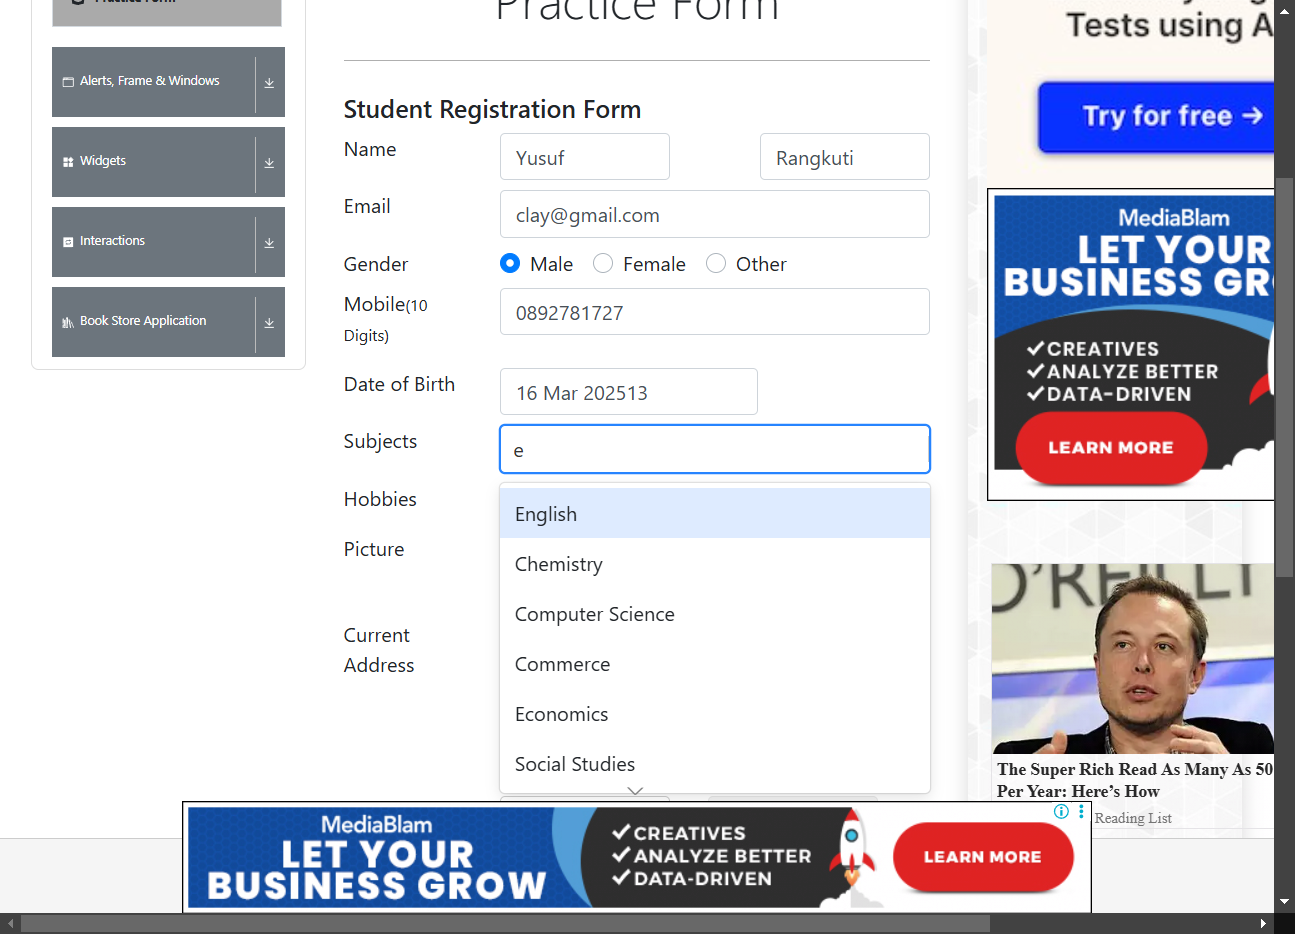 Practice Form
Practice Form
Alerts, Frame & Windows
Widgets
Interactions
Book Store Application
Student Registration Form
Name
Yusuf
Rangkuti
Email
clay@gmail.com
Gender
Male
Female
Other
Mobile(10
Digits)
0892781727
Date of Birth
16 Mar 202513
Subjects
e
Hobbies
English
Picture
Chemistry
Computer Science
Current
Address
Commerce
Economics
Social Studies
Tests using A
Try for free →
MediaBlam
LET YOUR
BUSINESS GR
✓CREATIVES
✓ANALYZE BETTER
✓DATA-DRIVEN
LEARN MORE
O'REILLY
The Super Rich Read As Many As 50
Per Year: Here's How
Reading List
MediaBlam
LET YOUR
BUSINESS GROW
✓CREATIVES
✓ANALYZE BETTER
✓DATA-DRIVEN
LEARN MORE